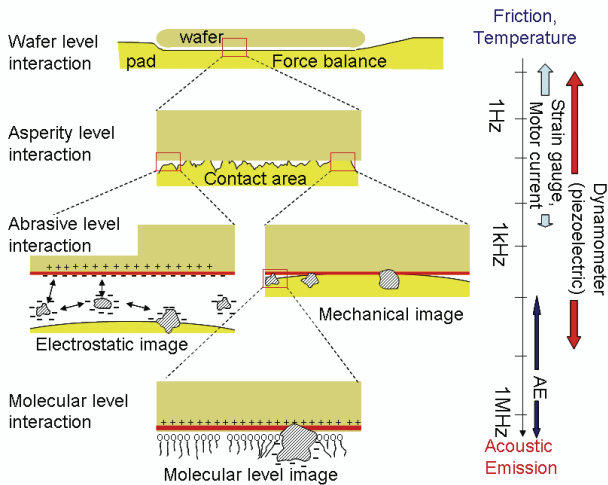 Wafer level
interaction
wafer
pad
Force balance
Asperity level
interaction
Contact area
Abrasive level
interaction
+ + + + + + + + + + +
Electrostatic image
Mechanical image
Molecular level
interaction
Molecular level image
Friction,
Temperature
1Hz
1kHz
1MHz
Strain gauge,
Motor current
Dynamometer
(piezoelectric)
AE
Acoustic
Emission